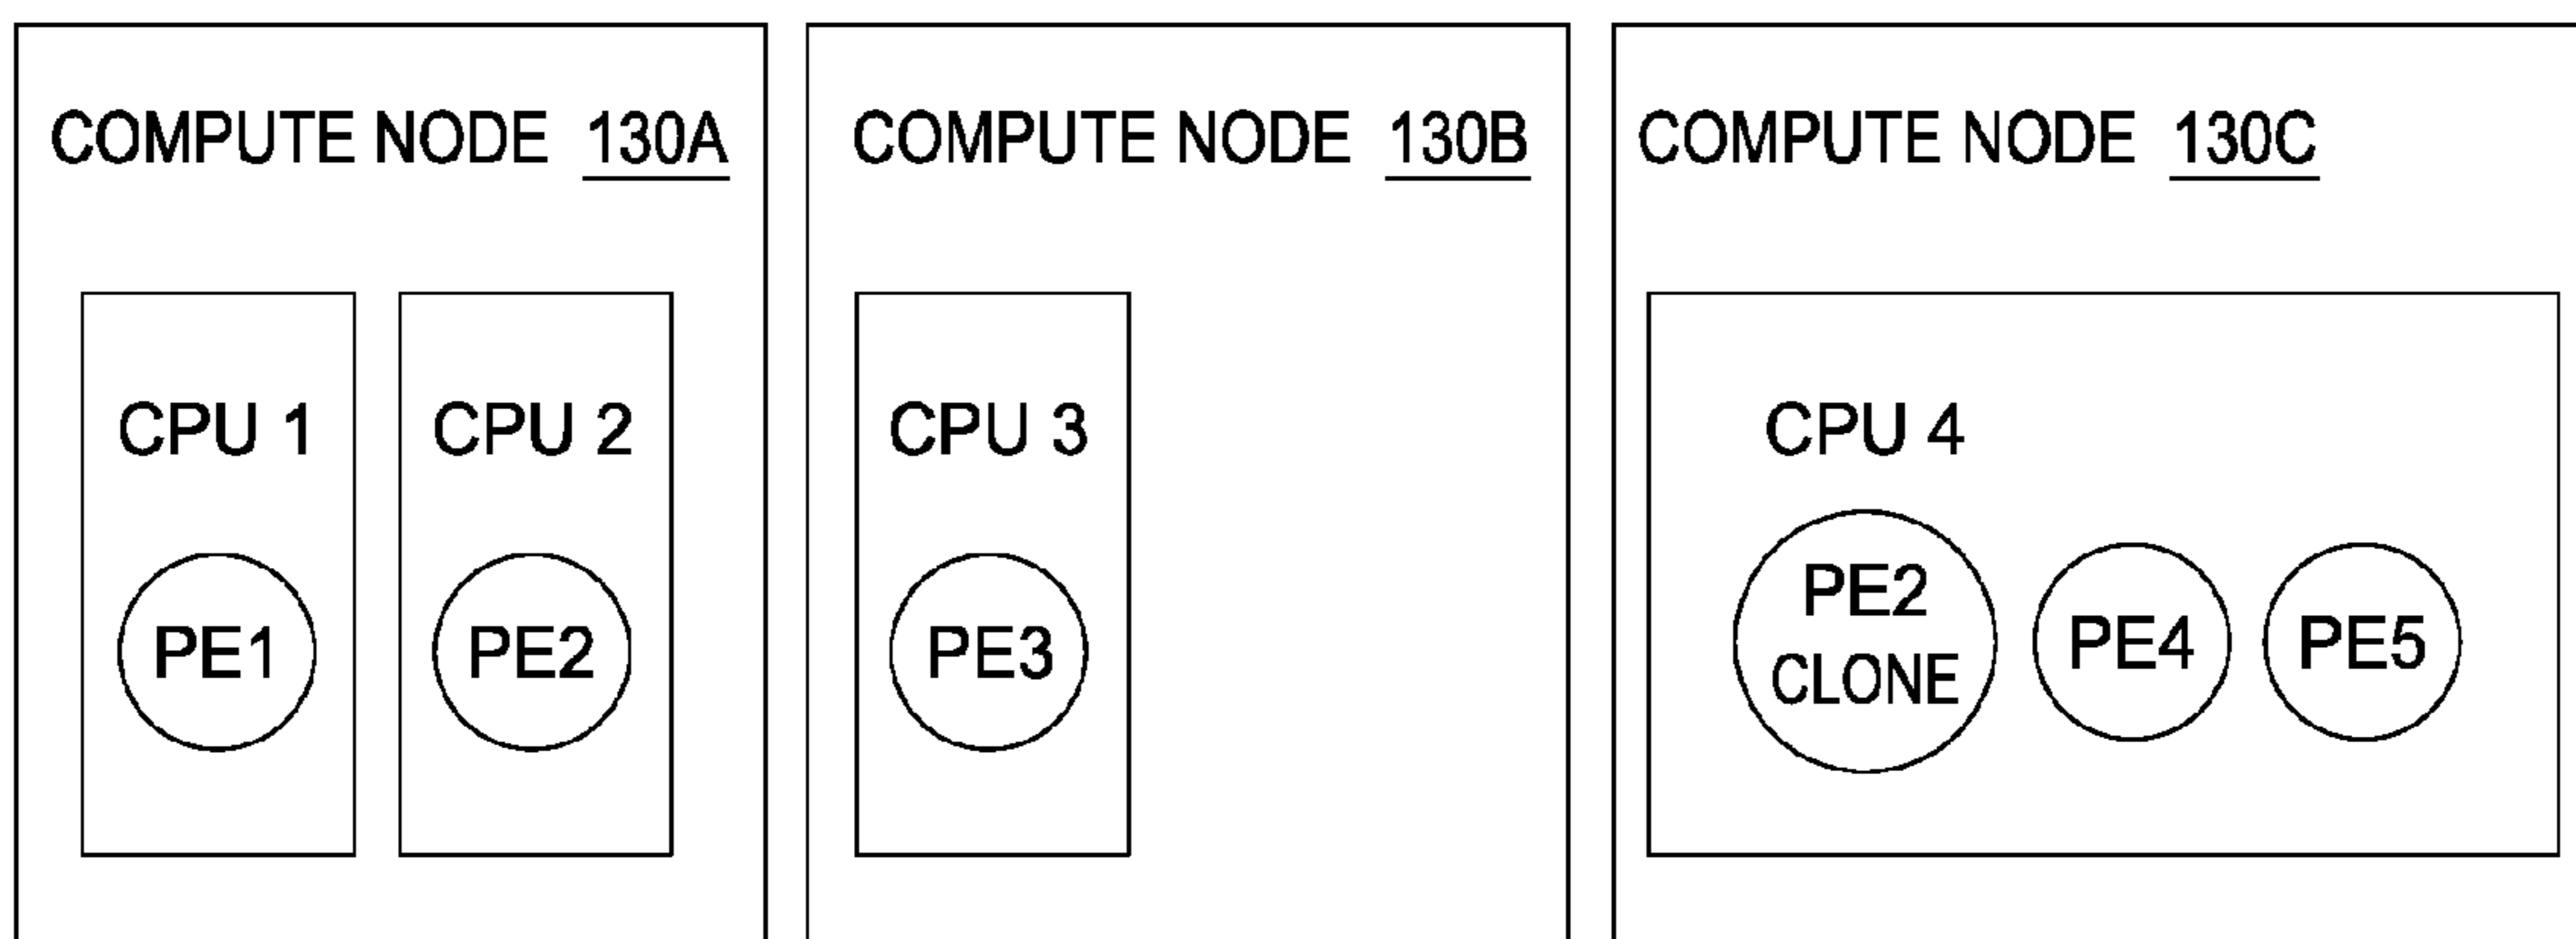 COMPUTE NODE 130A
CPU 1
PE1
CPU 2
PE2
COMPUTE NODE 130B
CPU 3
PE3
COMPUTE NODE 130C
CPU 4
PE2
CLONE
PE4
PE5